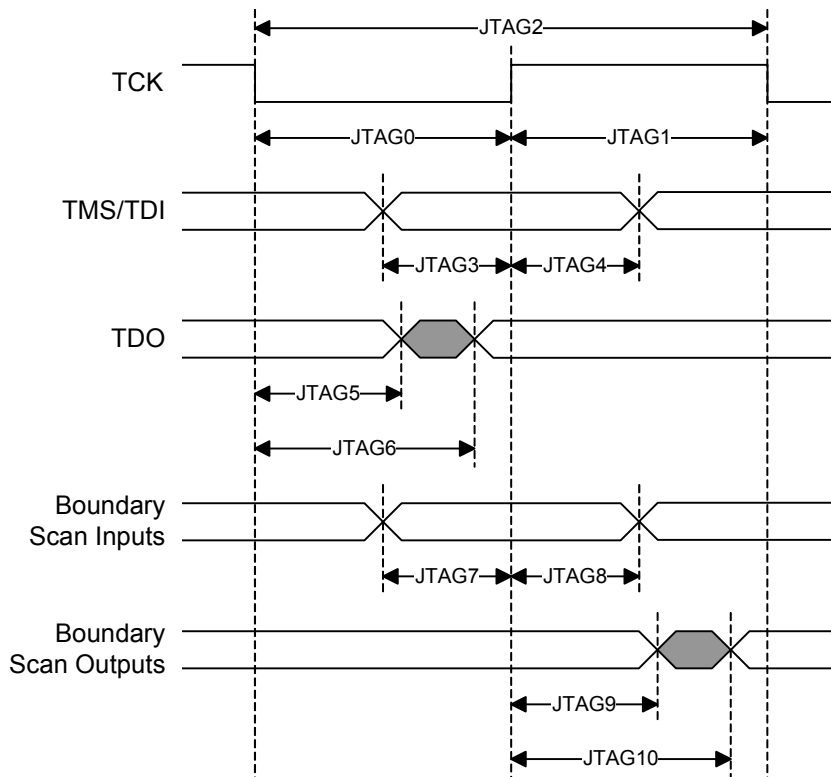 JTAG2
TCK
JTAG0
JTAG1
TMS/TDI
JTAG3
JTAG4
TDO
JTAG5
JTAG6
Boundary
Scan Inputs
JTAG7
JTAG8
Boundary
Scan Outputs
JTAG9
JTAG10